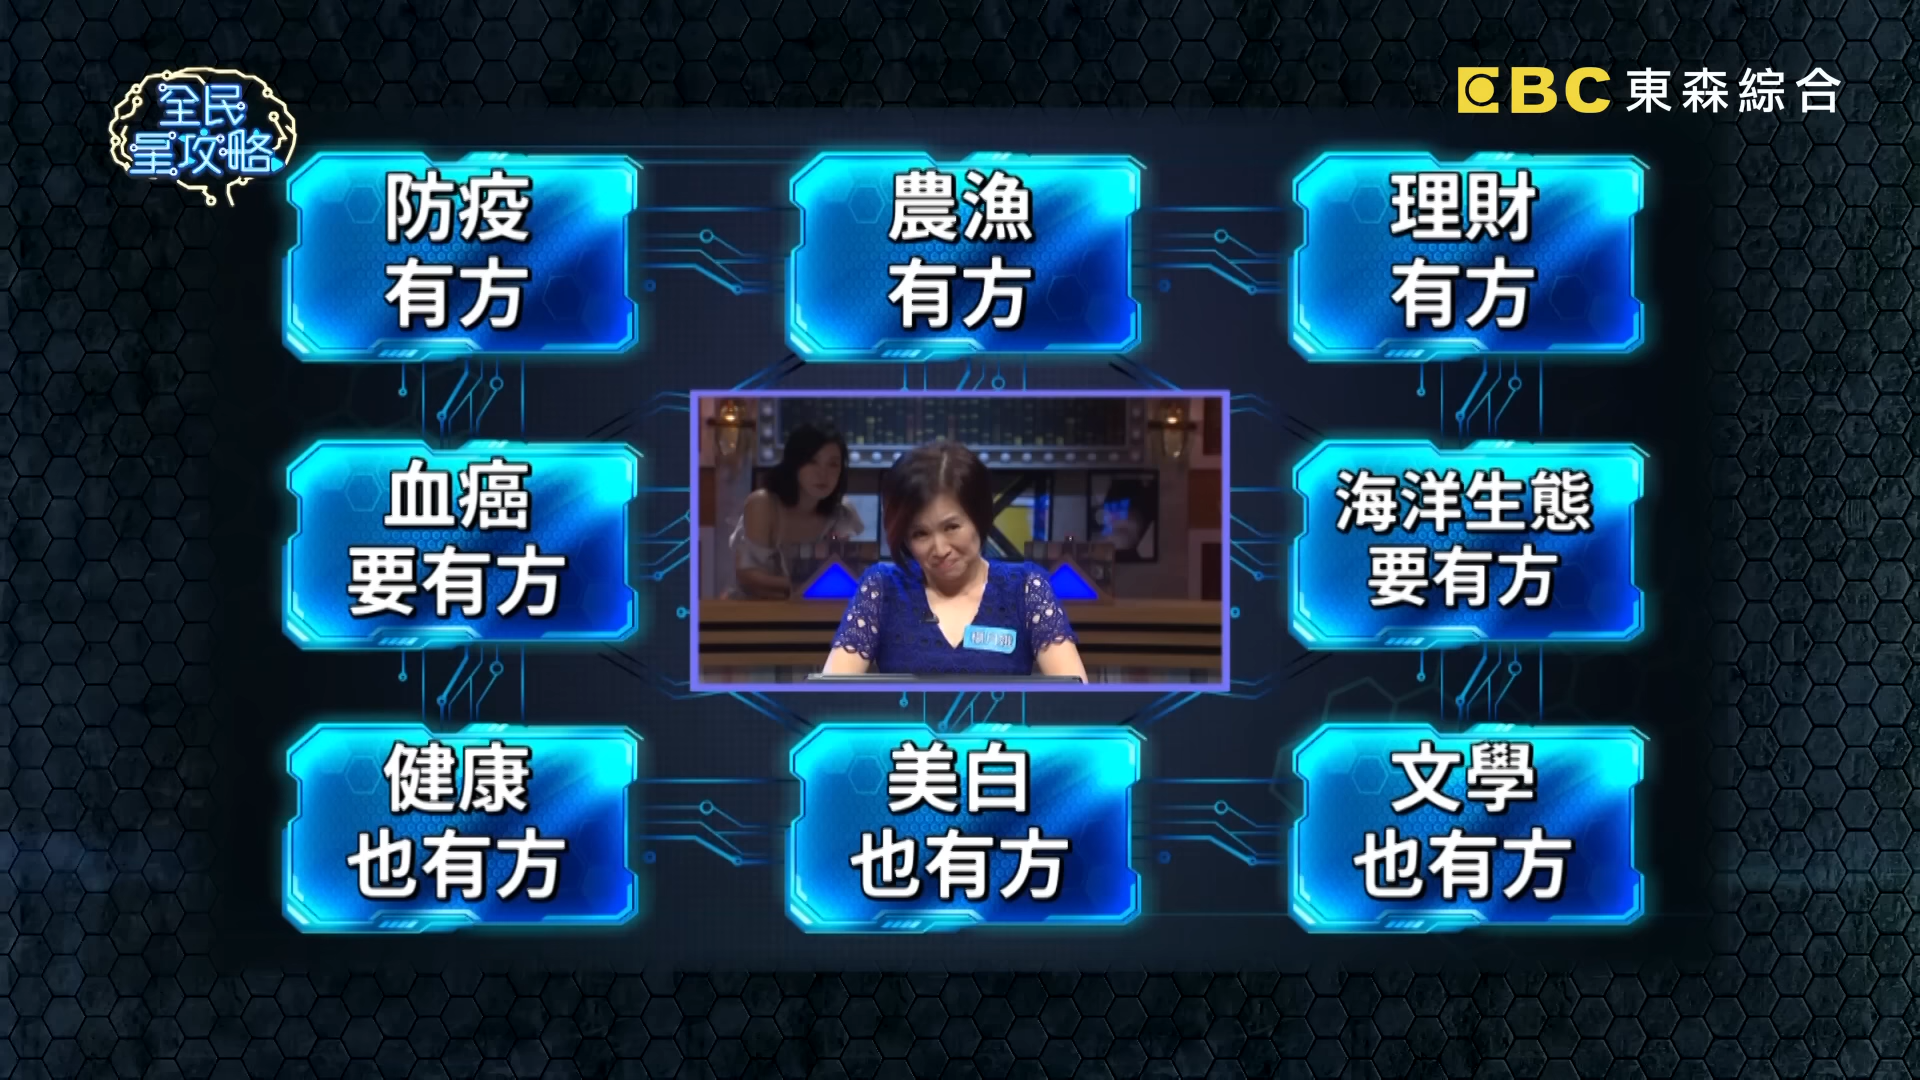 全民
星攻略
EBC 東森綜合
防疫
有方
農漁
有方
理財
有方
血癌
要有方
海洋生態
要有方
健康
也有方
美白
也有方
文學
也有方